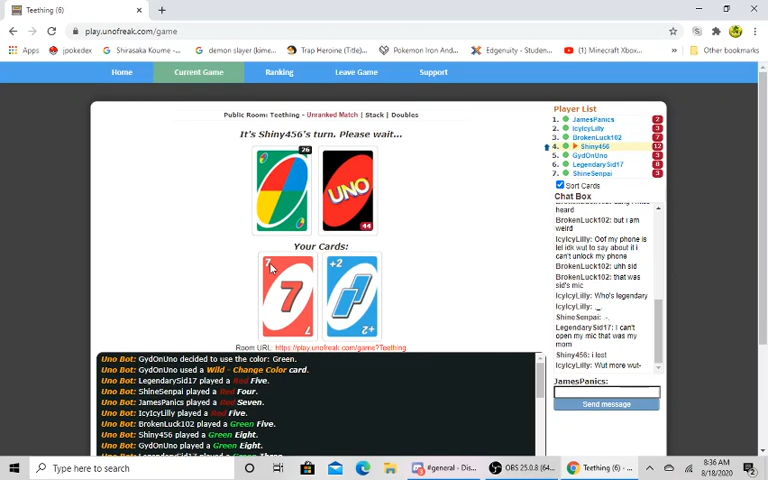 Teething (6)
play.unofreak.com/game
Apps
jpokedex
Shirasaka Koume -...
demon slayer (kime...
Trap Heroine (Title)...
Pokemon Iron And...
Edgenuity - Studen...
(1) Minecraft Xbox...
Other bookmarks
Home
Current Game
Ranking
Leave Game
Support
Public Room: Teething - Unranked Match | Stack | Doubles
It's Shiny456's turn. Please wait...
26
UNO
44
Your Cards:
7
7
7
+2
+2
Room URL: https://play.unofreak.com/game?Teething
Uno Bot: GydOnUno decided to use the color: Green.
Uno Bot: GydOnUno used a Wild - Change Color card.
Uno Bot: LegendarySid17 played a Red Five.
Uno Bot: ShineSenpai played a Red Four.
Uno Bot: JamesPanics played a Red Seven.
Uno Bot: IcyIcyLilly played a Red Five.
Uno Bot: BrokenLuck102 played a Green Five.
Uno Bot: Shiny456 played a Green Eight.
Uno Bot: GydOnUno played a Green Eight.
Player List
1. JamesPanics 2
2. IcyIcyLilly 3
3. BrokenLuck102 7
4. Shiny456 12
5. GydOnUno 3
6. LegendarySid17 8
7. ShineSenpai 3
Sort Cards
Chat Box
heard
BrokenLuck102: but i am
weird
IcyIcyLilly: Oof my phone is
let idk wut to say about it i
can't unlock my phone
BrokenLuck102: uhh sid
BrokenLuck102: that was
sid's mic
IcyIcyLilly: Who's legendary
IcyIcyLilly: ._.
ShineSenpai: .-.
LegendarySid17: I can't
open my mic that was my
mom
Shiny456: i lost
IcyIcyLilly: Wut more wut-
JamesPanics:
Send message
Type here to search
#general - Dis...
OBS 25.0.8 (64...
Teething (6) - ...
8:36 AM
8/18/2020